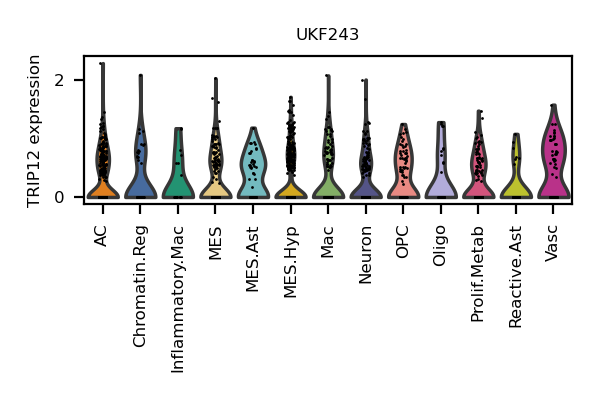 UKF243
TRIP12 expression
2
0
AC
Chromatin.Reg
Inflammatory.Mac
MES
MES.Ast
MES.Hyp
Mac
Neuron
OPC
Oligo
Prolif.Metab
Reactive.Ast
Vasc